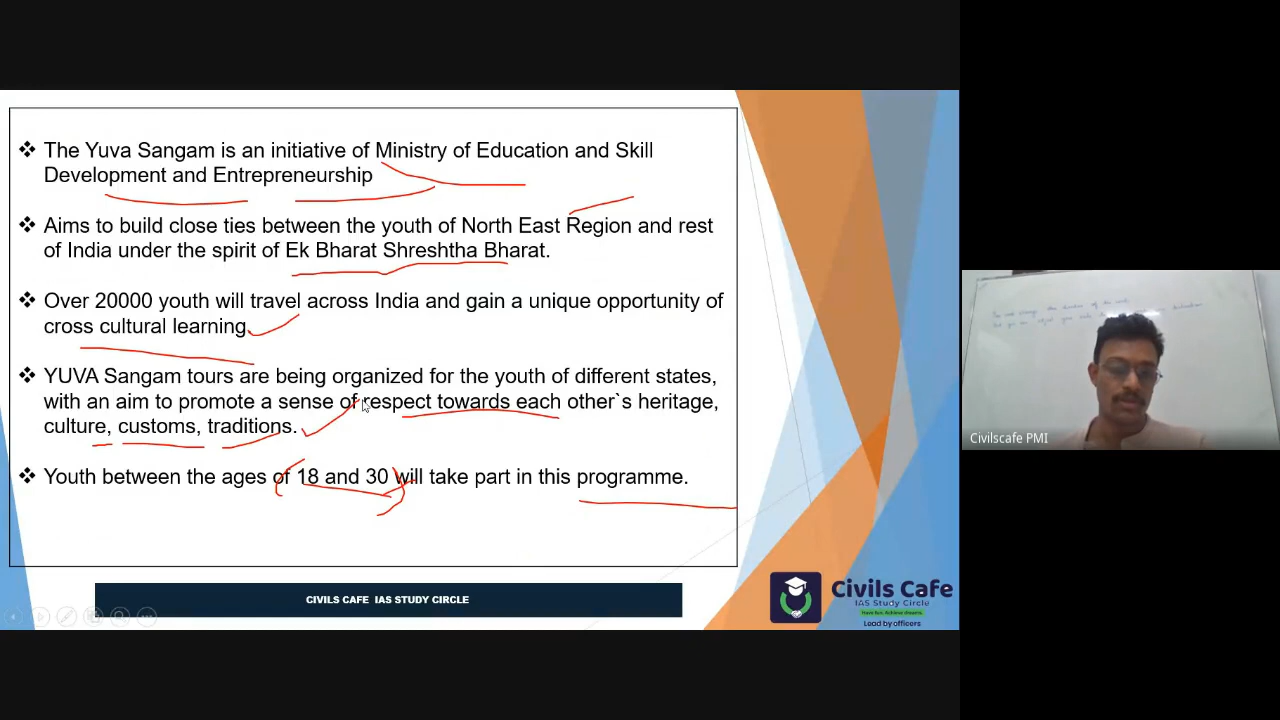 ❖ The Yuva Sangam is an initiative of Ministry of Education and Skill
Development and Entrepreneurship
❖ Aims to build close ties between the youth of North East Region and rest
of India under the spirit of Ek Bharat Shreshtha Bharat.
❖ Over 20000 youth will travel across India and gain a unique opportunity of
cross cultural learning
❖ YUVA Sangam tours are being organized for the youth of different states,
with an aim to promote a sense of respect towards each other`s heritage,
culture, customs, traditions.
❖ Youth between the ages of 18 and 30 will take part in this programme.
CIVILS CAFE IAS STUDY CIRCLE
Civils Cafe
IAS Study Circle
Lead by officers
Civilscafe PMI